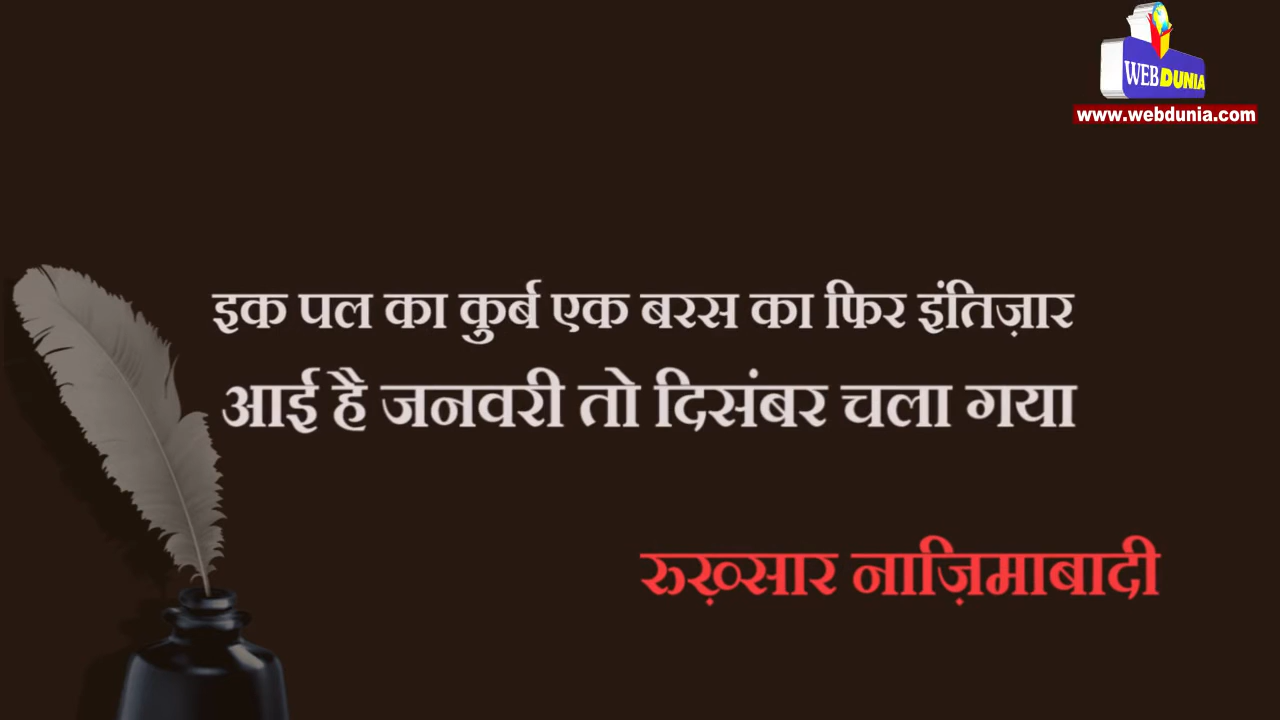 WEBDUNIA
www.webdunia.com
इक पल का कुर्ब एक बरस का फिर इंतिज़ार
आई है जनवरी तो दिसंबर चला गया
रुख़्सार नाज़िमाबादी